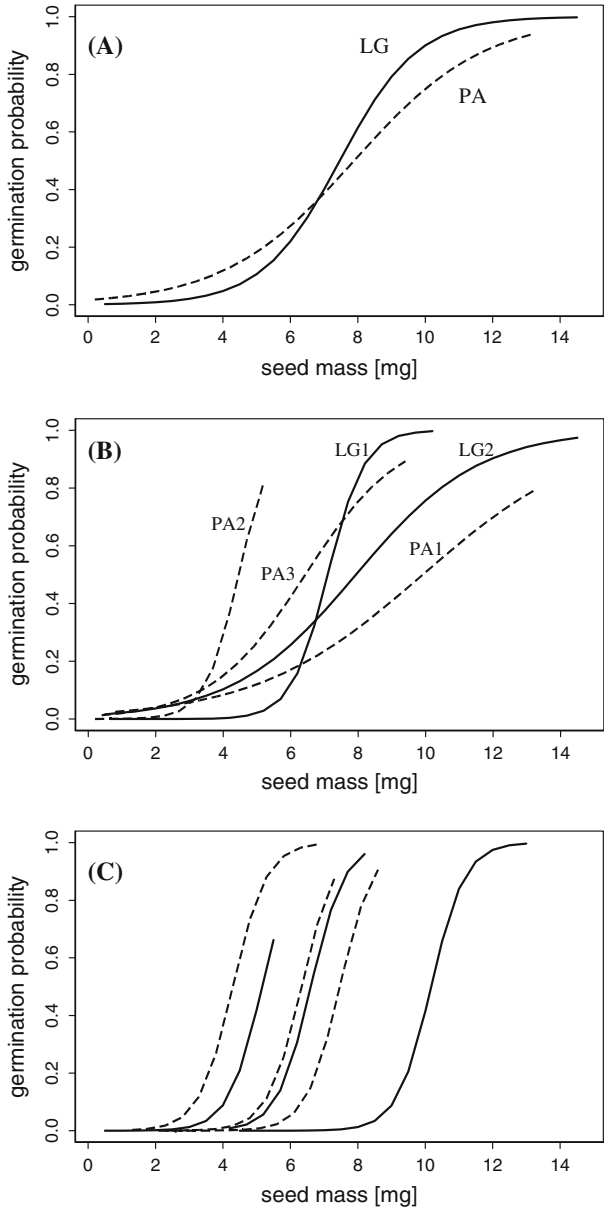 (A)
LG
PA
germination probability
0.0 0.2 0.4 0.6 0.8 1.0
0 2 4 6 8 10 12 14
seed mass [mg]
(B)
LG1
LG2
PA2
PA3
PA1
germination probability
0.0 0.2 0.4 0.6 0.8 1.0
0 2 4 6 8 10 12 14
seed mass [mg]
(C)
germination probability
0.0 0.2 0.4 0.6 0.8 1.0
0 2 4 6 8 10 12 14
seed mass [mg]